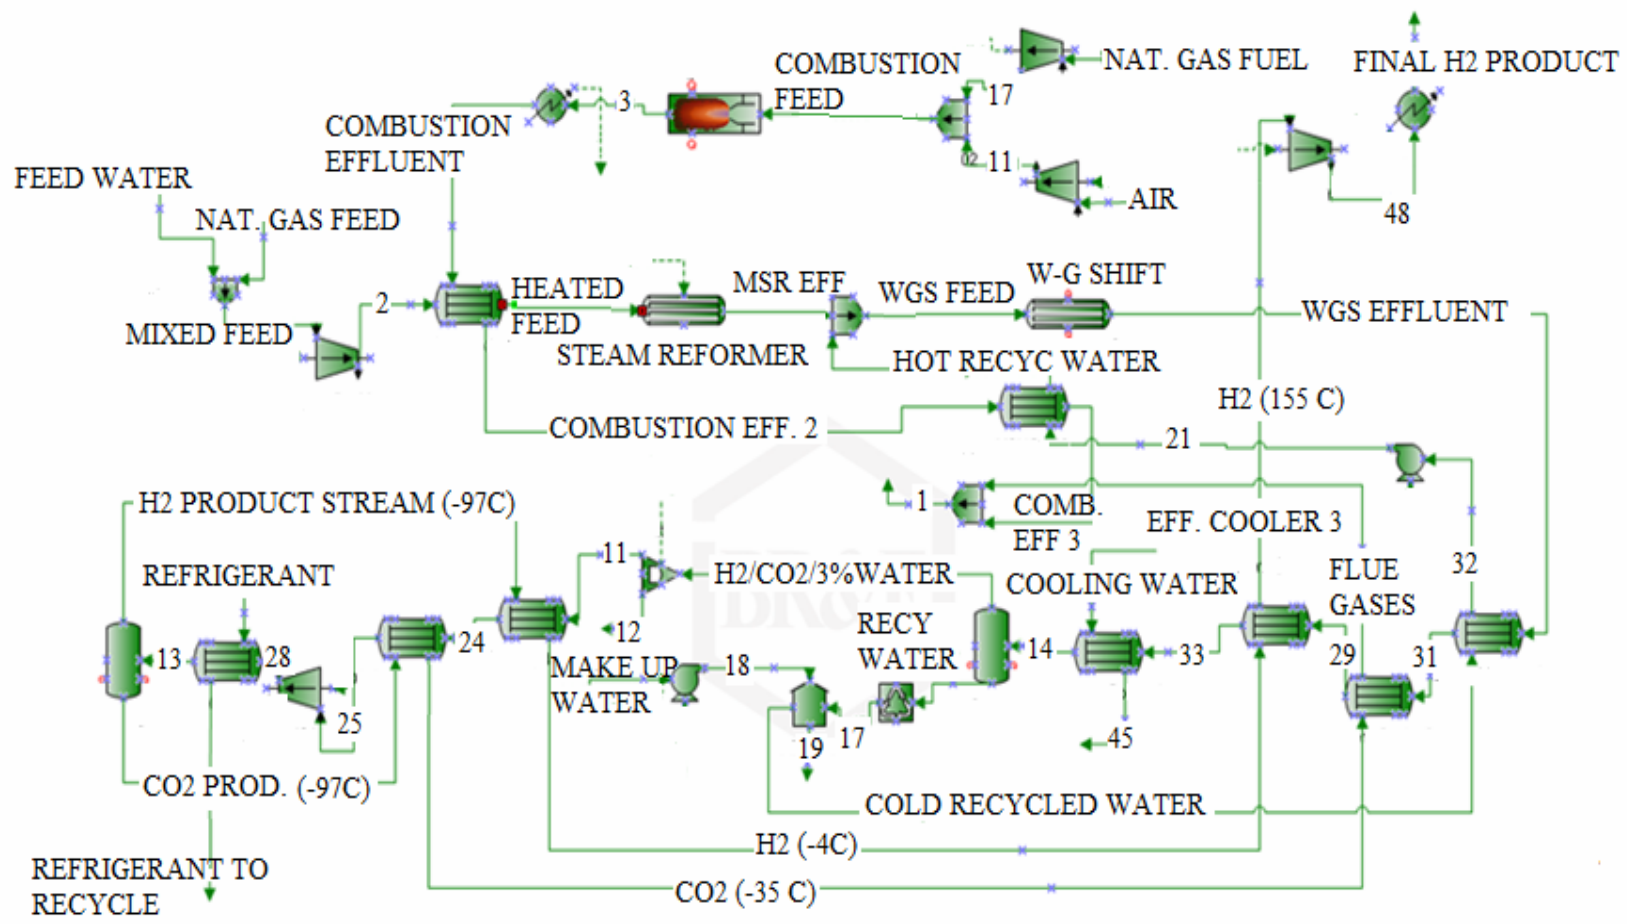 NAT. GAS FUEL
FINAL H2 PRODUCT
COMBUSTION
FEED
17
3
COMBUSTION
EFFLUENT
02
11
AIR
48
FEED WATER
NAT. GAS FEED
MIXED FEED
2
HEATED
FEED
STEAM REFORMER
MSR EFF
WGS FEED
W-G SHIFT
WGS EFFLUENT
HOT RECYC WATER
H2 (155 C)
COMBUSTION EFF. 2
21
H2 PRODUCT STREAM (-97C)
1
COMB.
EFF 3
EFF. COOLER 3
11
H2/CO2/3%WATER
COOLING WATER
FLUE
GASES
32
REFRIGERANT
12
RECY
WATER
13
28
24
14
33
29
31
MAKE UP
WATER
18
25
19
17
45
CO2 PROD. (-97C)
COLD RECYCLED WATER
H2 (-4C)
REFRIGERANT TO
RECYCLE
CO2 (-35 C)